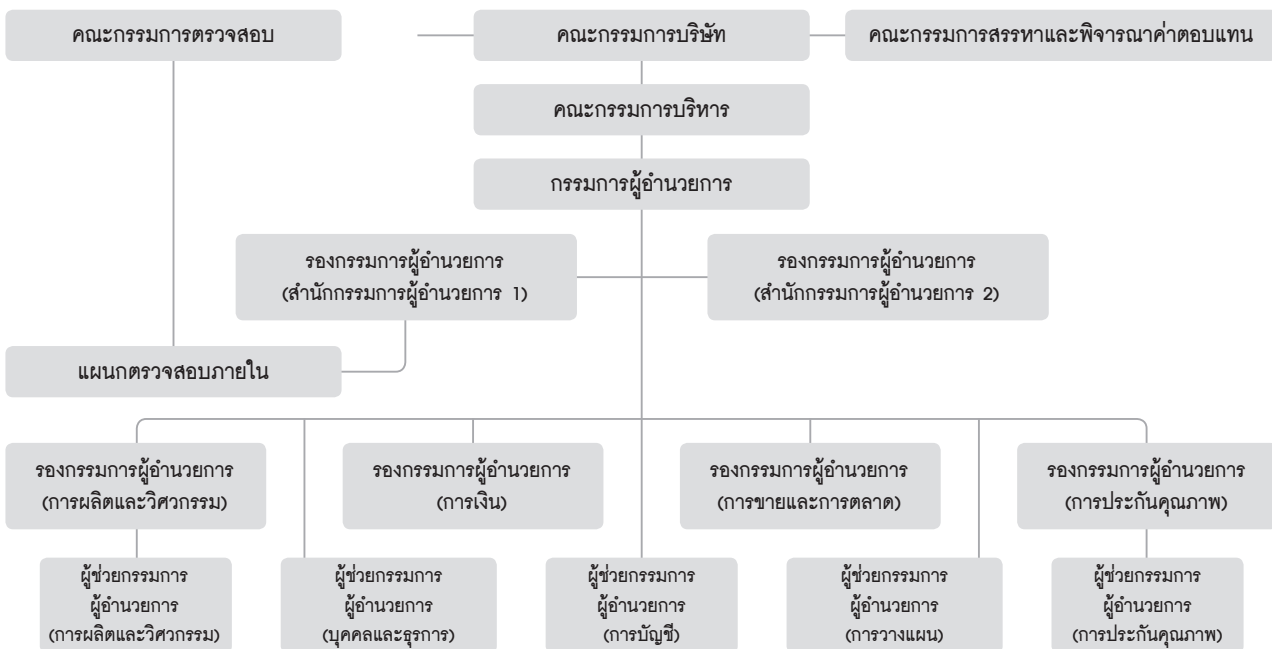 คณะกรรมการตรวจสอบ
คณะกรรมการบริษัท
คณะกรรมการสรรหาและพิจารณาค่าตอบแทน
คณะกรรมการบริหาร
กรรมการผู้อำนวยการ
รองกรรมการผู้อำนวยการ
(สำนักกรรมการผู้อำนวยการ 1)
รองกรรมการผู้อำนวยการ
(สำนักกรรมการผู้อำนวยการ 2)
แผนกตรวจสอบภายใน
รองกรรมการผู้อำนวยการ
(การผลิตและวิศวกรรม)
รองกรรมการผู้อำนวยการ
(การเงิน)
รองกรรมการผู้อำนวยการ
(การขายและการตลาด)
รองกรรมการผู้อำนวยการ
(การประกันคุณภาพ)
ผู้ช่วยกรรมการ
ผู้อำนวยการ
(การผลิตและวิศวกรรม)
ผู้ช่วยกรรมการ
ผู้อำนวยการ
(บุคคลและธุรการ)
ผู้ช่วยกรรมการ
ผู้อำนวยการ
(การบัญชี)
ผู้ช่วยกรรมการ
ผู้อำนวยการ
(การวางแผน)
ผู้ช่วยกรรมการ
ผู้อำนวยการ
(การประกันคุณภาพ)